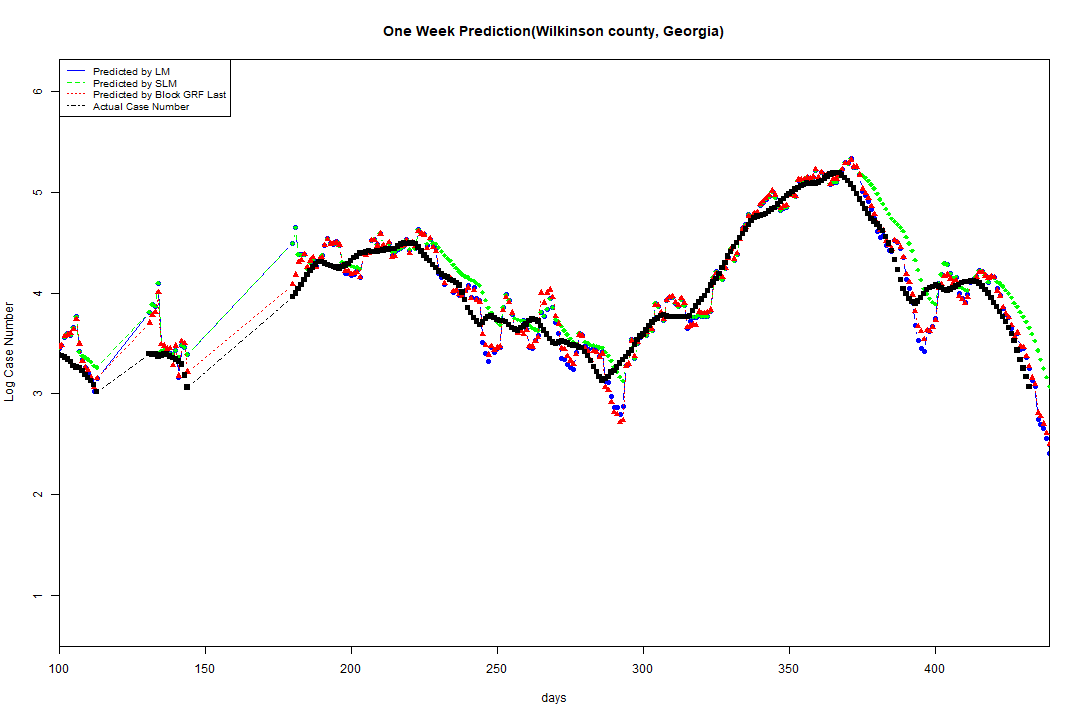 One Week Prediction(Wilkinson county, Georgia)
Predicted by LM
Predicted by SLM
Predicted by Block GRF Last
Actual Case Number
6
5
4
3
2
1
Log Case Number
100 150 200 250 300 350 400
days